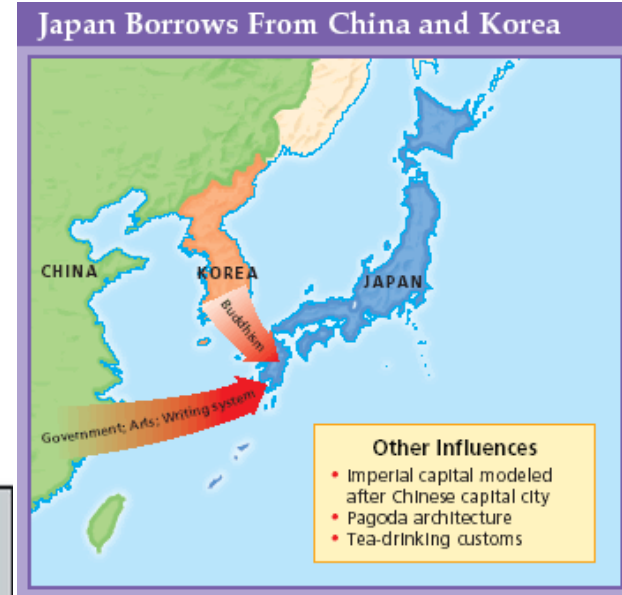 Japan Borrows From China and Korea
CHINA
KOREA
JAPAN
Buddhism
Government; Arts; Writing system
Other Influences
• Imperial capital modeled
after Chinese capital city
• Pagoda architecture
• Tea-drinking customs